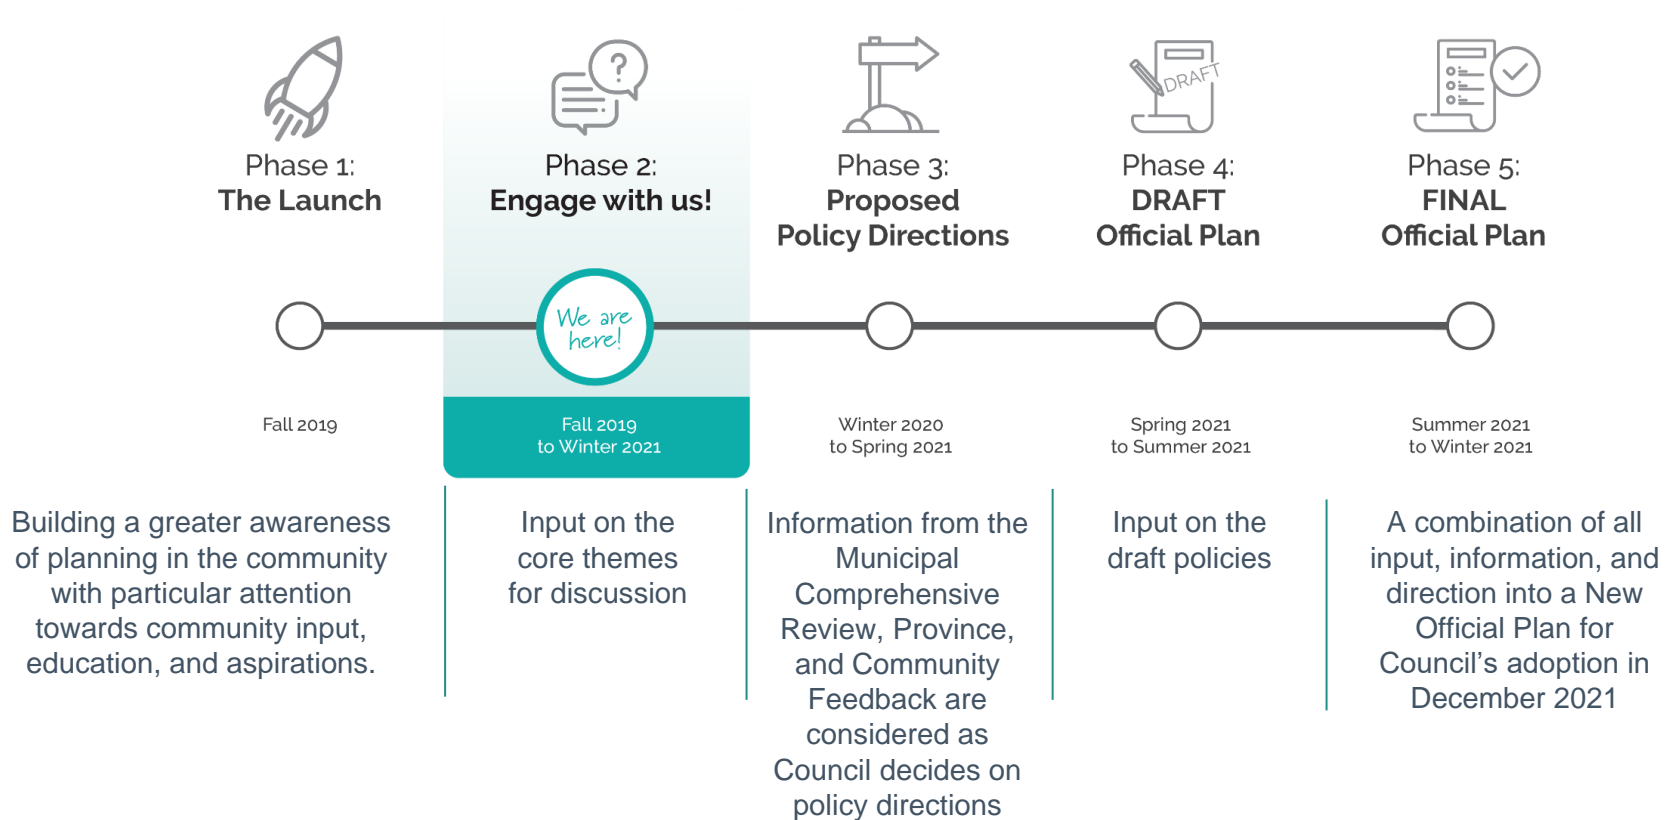 ?
DRAFT
Phase 1:
The Launch
Phase 2:
Engage with us!
Phase 3:
Proposed
Policy Directions
Phase 4:
DRAFT
Official Plan
Phase 5:
FINAL
Official Plan
We are
here!
Fall 2019
Fall 2019
to Winter 2021
Winter 2020
to Spring 2021
Spring 2021
to Summer 2021
Summer 2021
to Winter 2021
Building a greater awareness
of planning in the community
with particular attention
towards community input,
education, and aspirations.
Input on the
core themes
for discussion
Information from the
Municipal
Comprehensive
Review, Province,
and Community
Feedback are
considered as
Council decides on
policy directions
Input on the
draft policies
A combination of all
input, information, and
direction into a New
Official Plan for
Council’s adoption in
December 2021